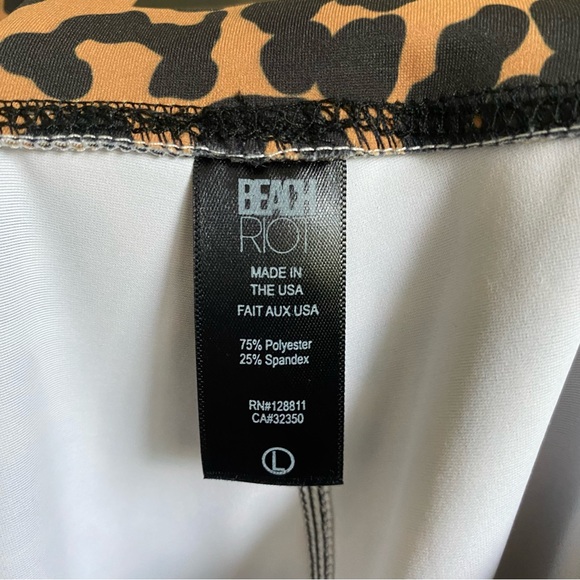 BEACH
RIOT
MADE IN
THE USA
FAIT AUX USA
75% Polyester
25% Spandex
RN#128811
CA#32350
L